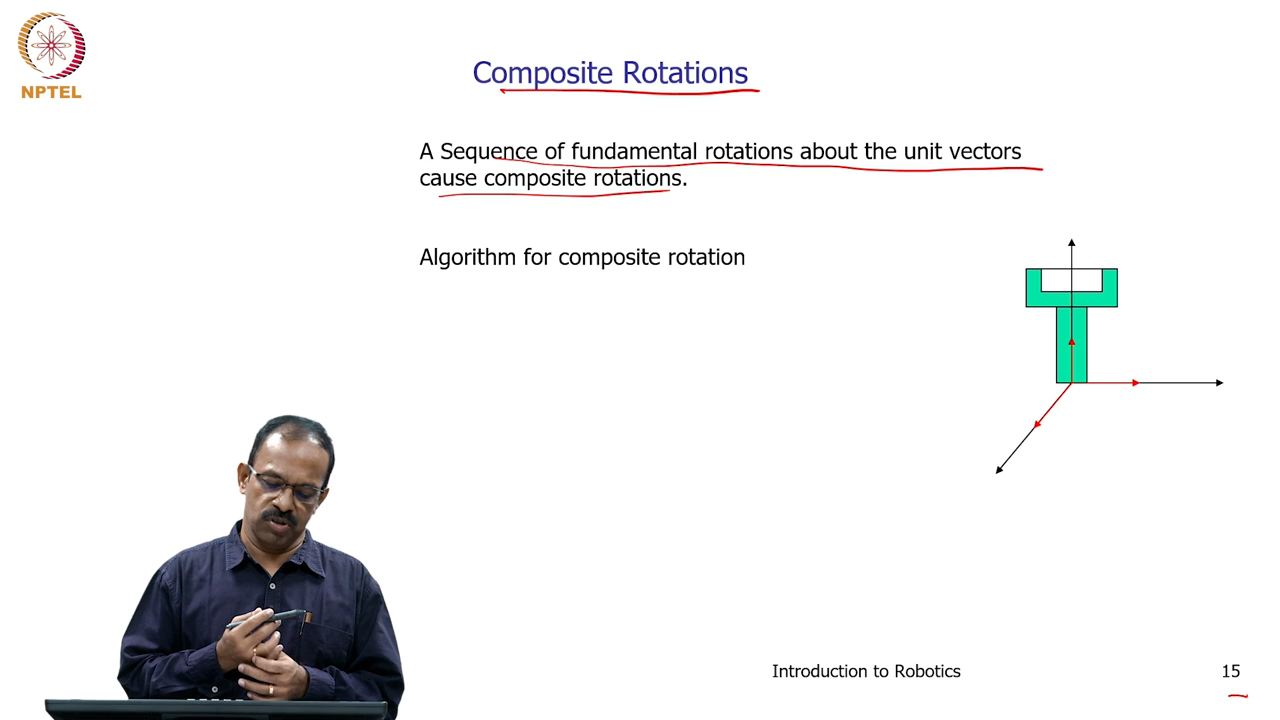 NPTEL
Composite Rotations
A Sequence of fundamental rotations about the unit vectors
cause composite rotations.
Algorithm for composite rotation
Introduction to Robotics
15